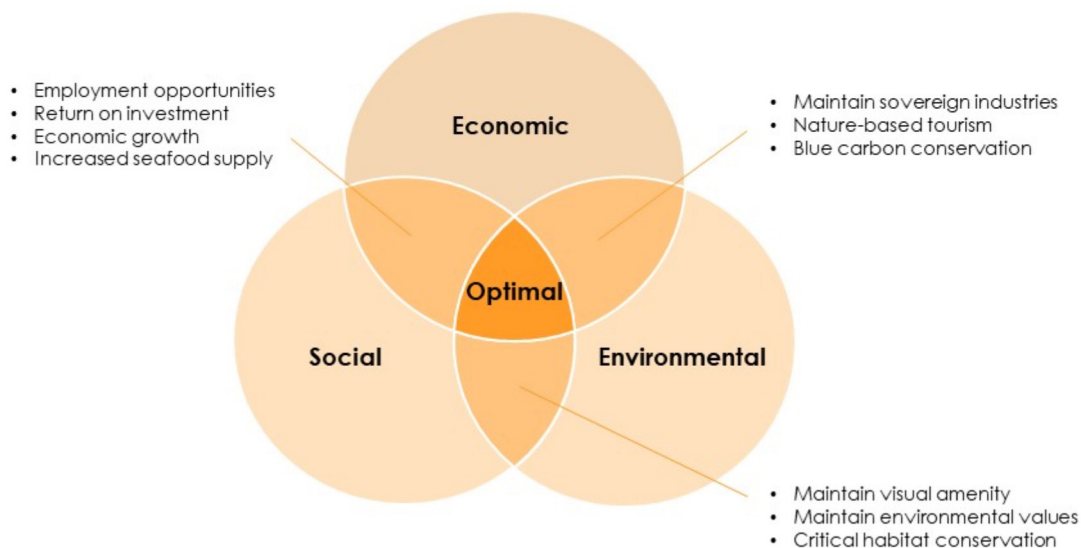 • Employment opportunities
• Return on investment
• Economic growth
• Increased seafood supply
Economic
• Maintain sovereign industries
• Nature-based tourism
• Blue carbon conservation
Optimal
Social
Environmental
• Maintain visual amenity
• Maintain environmental values
• Critical habitat conservation